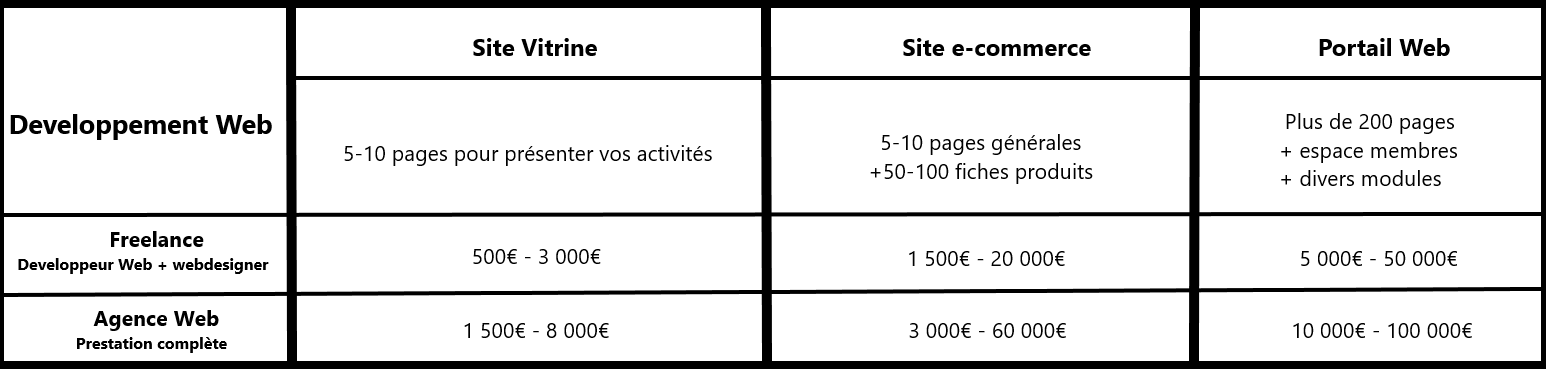 Site Vitrine
Site e-commerce
Portail Web
Developpement Web
5-10 pages pour présenter vos activités
5-10 pages générales
+50-100 fiches produits
Plus de 200 pages
+ espace membres
+ divers modules
Freelance
Developpeur Web + webdesigner
500€ - 3 000€
1 500€ - 20 000€
5 000€ - 50 000€
Agence Web
Prestation complète
1 500€ - 8 000€
3 000€ - 60 000€
10 000€ - 100 000€